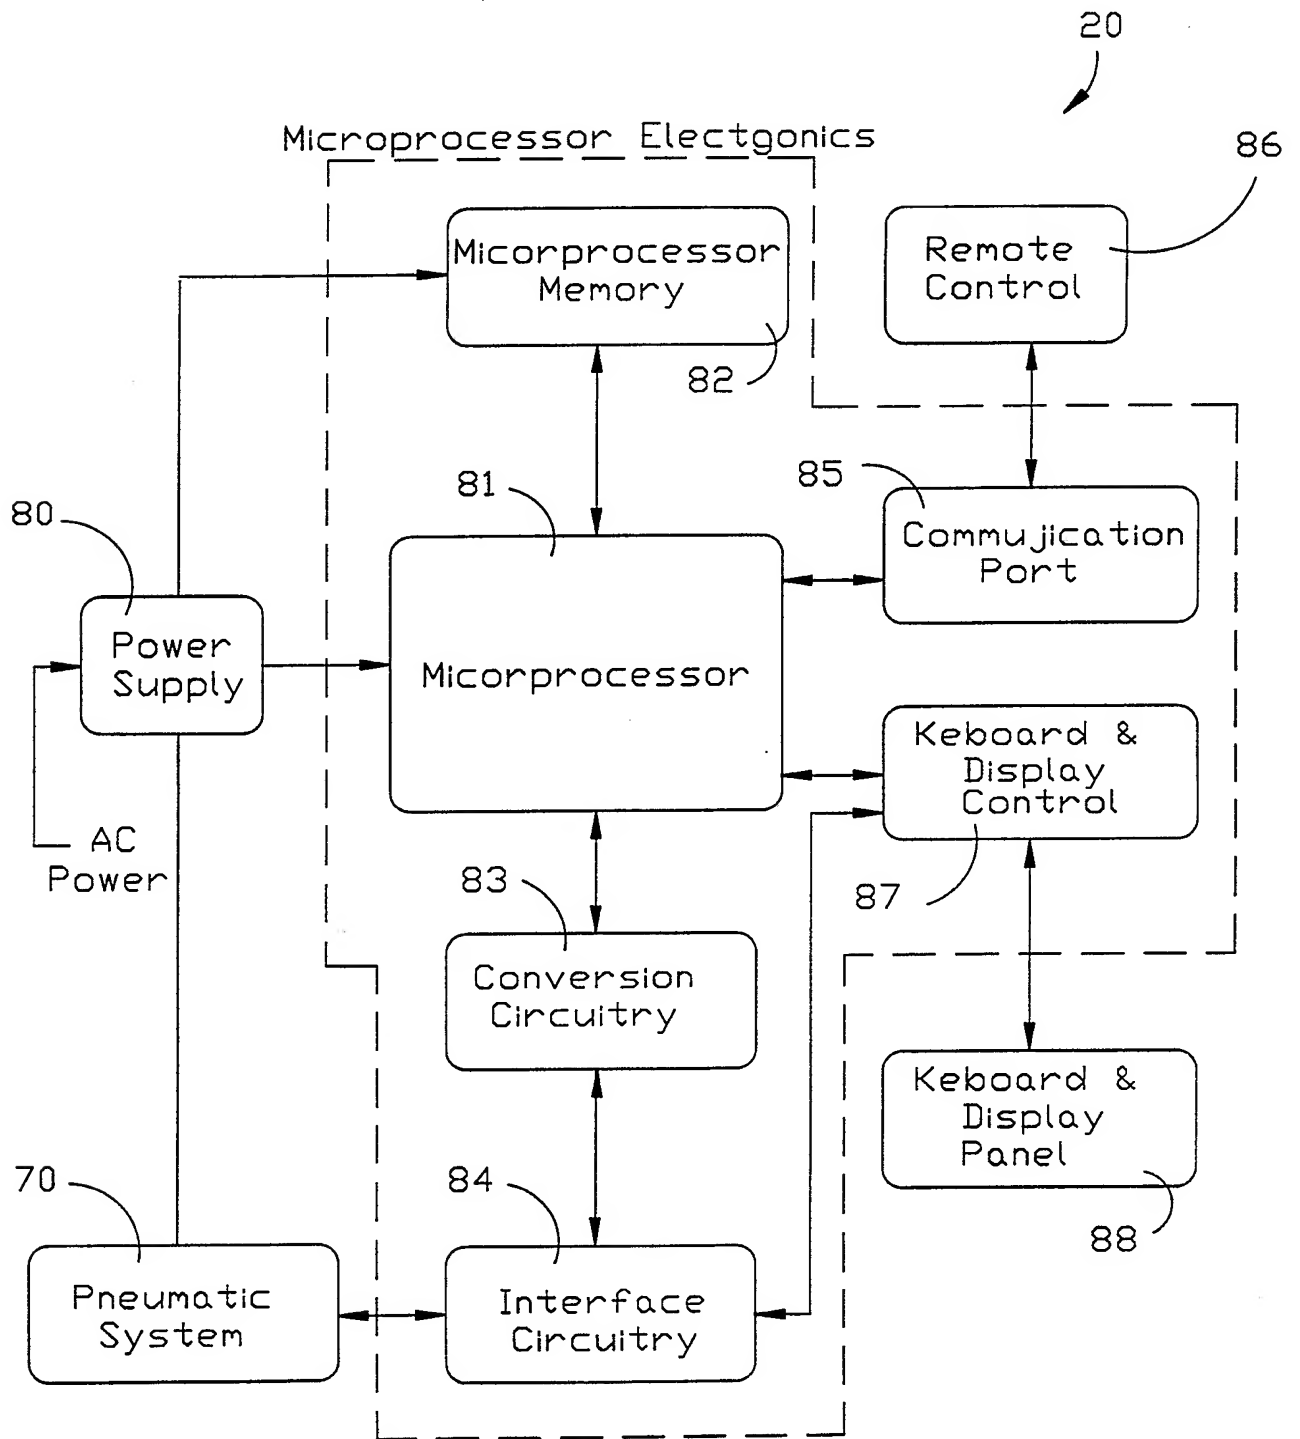 20
Microprocessor Electgonics
86
Micorprocessor
Memory
82
Remote
Control
81
85
Commujication
Port
80
Power
Supply
Micorprocessor
Keboard &
Display
Control
AC
Power
83
87
Conversion
Circuitry
Keboard &
Display
Panel
88
70
84
Pneumatic
System
Interface
Circuitry